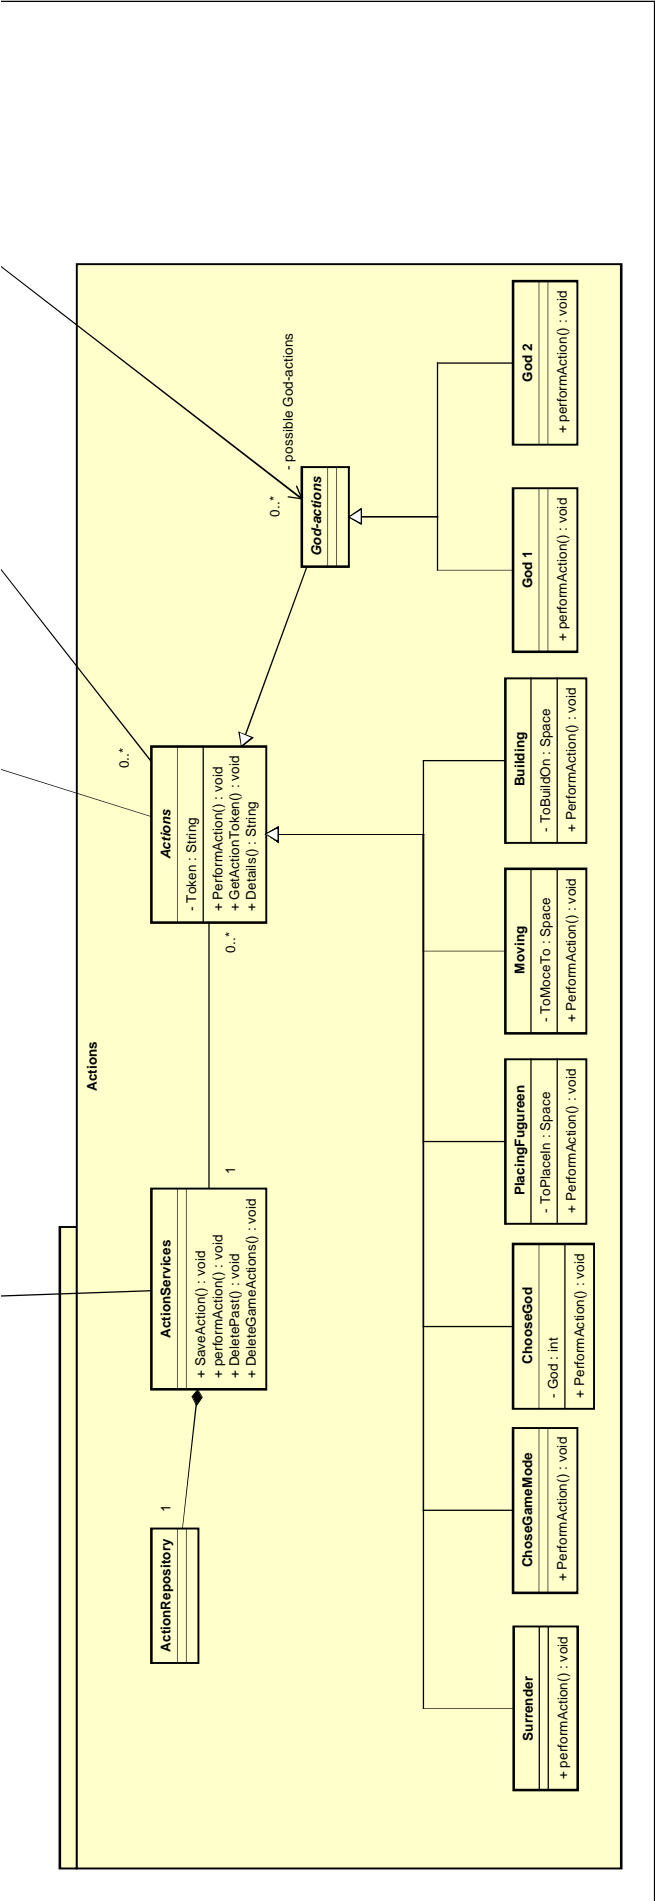 Actions
ActionRepository
1
ActionServices
+ SaveAction() : void
+ performAction() : void
+ DeletePast() : void
+ DeleteGameActions() : void
1
0..*
Actions
- Token : String
+ PerformAction() : void
+ GetActionToken() : void
+ Details() : String
0..*
0..*
- possible God-actions
God-actions
Surrender
+ performAction() : void
ChoseGameMode
+ PerformAction() : void
ChooseGod
- God : int
+ PerformAction() : void
PlacingFugureen
- ToPlaceIn : Space
+ PerformAction() : void
Moving
- ToMoceTo : Space
+ PerformAction() : void
Building
- ToBuildOn : Space
+ PerformAction() : void
God 1
+ performAction() : void
God 2
+ performAction() : void